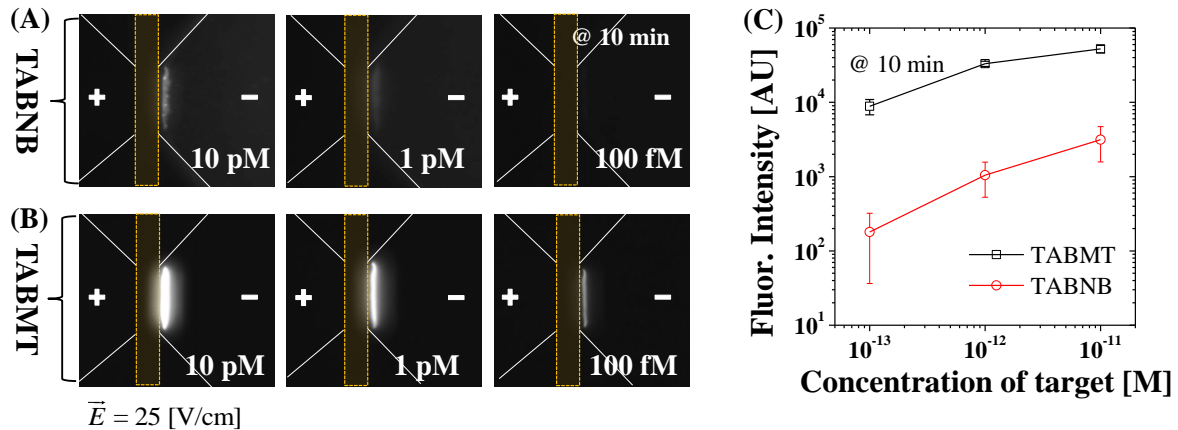 (A)
TABNB
+
−
10 pM
+
−
1 pM
@ 10 min
+
−
100 fM
(B)
TABMT
+
−
10 pM
+
−
1 pM
+
−
100 fM
E⃗ = 25 [V/cm]
(C)
Fluor. Intensity [AU]
10⁵
10⁴
10³
10²
10¹
@ 10 min
TABMT
TABNB
10⁻¹³
10⁻¹²
10⁻¹¹
Concentration of target [M]